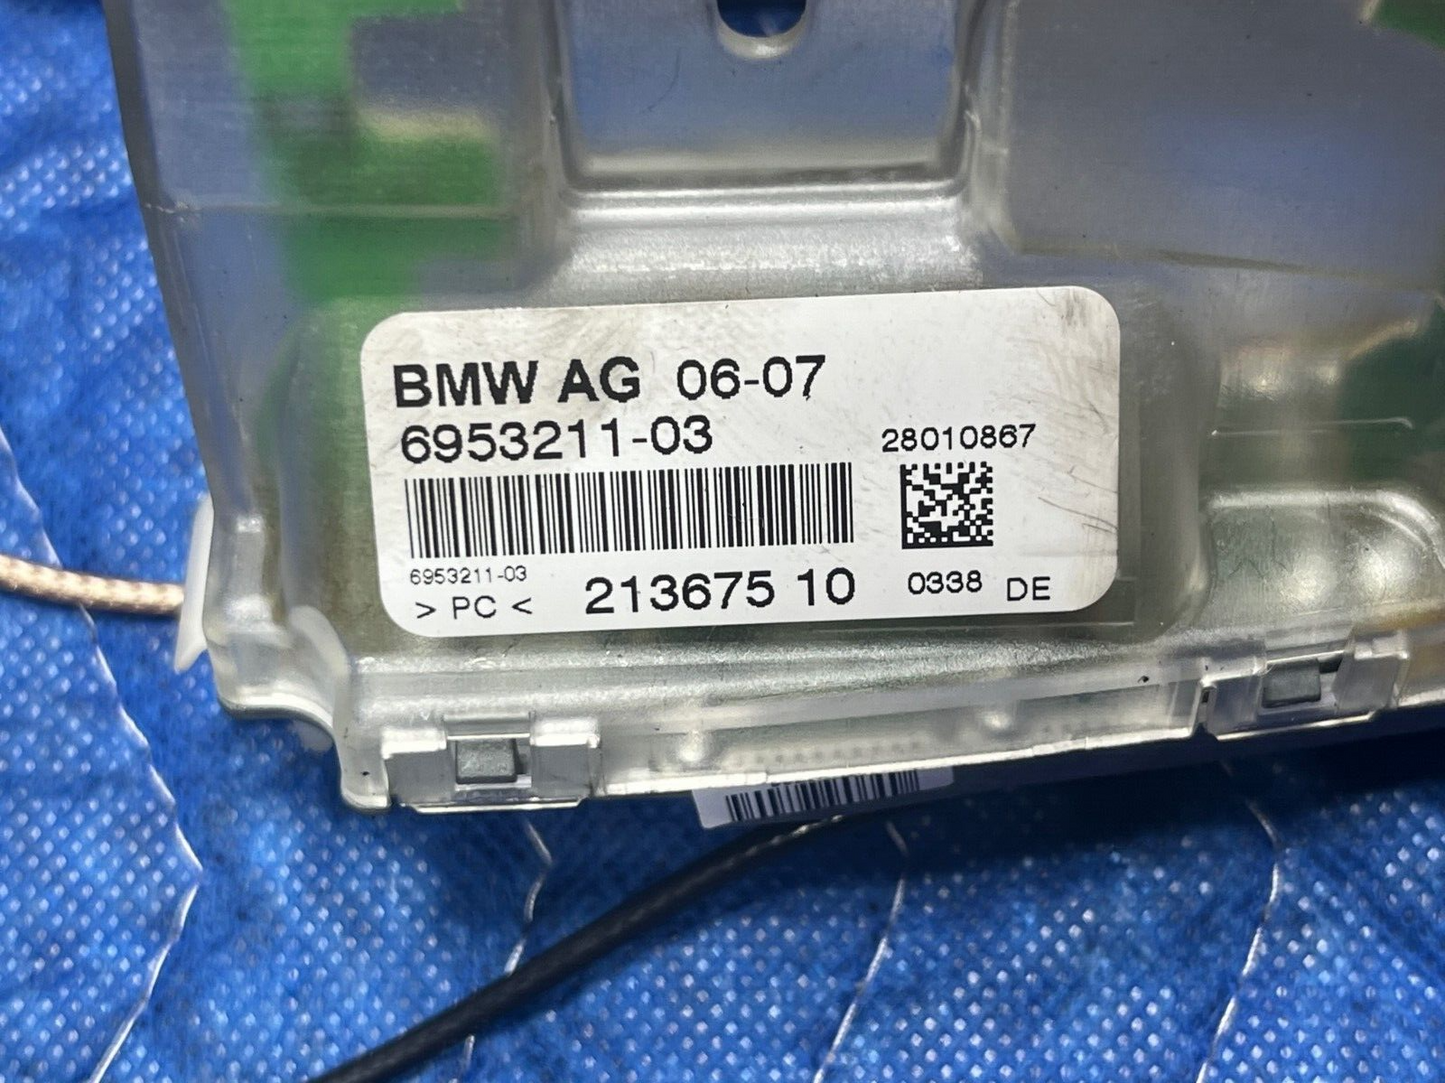 BMW AG 06-07
6953211-03
28010867
6953211-03
> PC <
213675 10
0338 DE